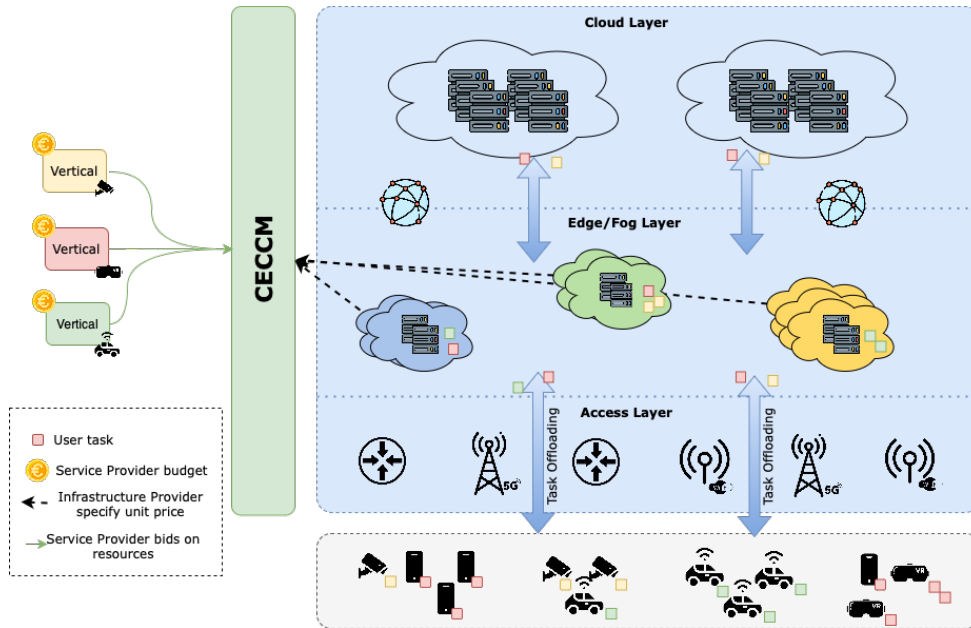 Cloud Layer
Vertical
Vertical
Vertical
CECCM
Edge/Fog Layer
Access Layer
Task Offloading
Task Offloading
5G
5G
User task
Service Provider budget
Infrastructure Provider
specify unit price
Service Provider bids on
resources
VR
VR